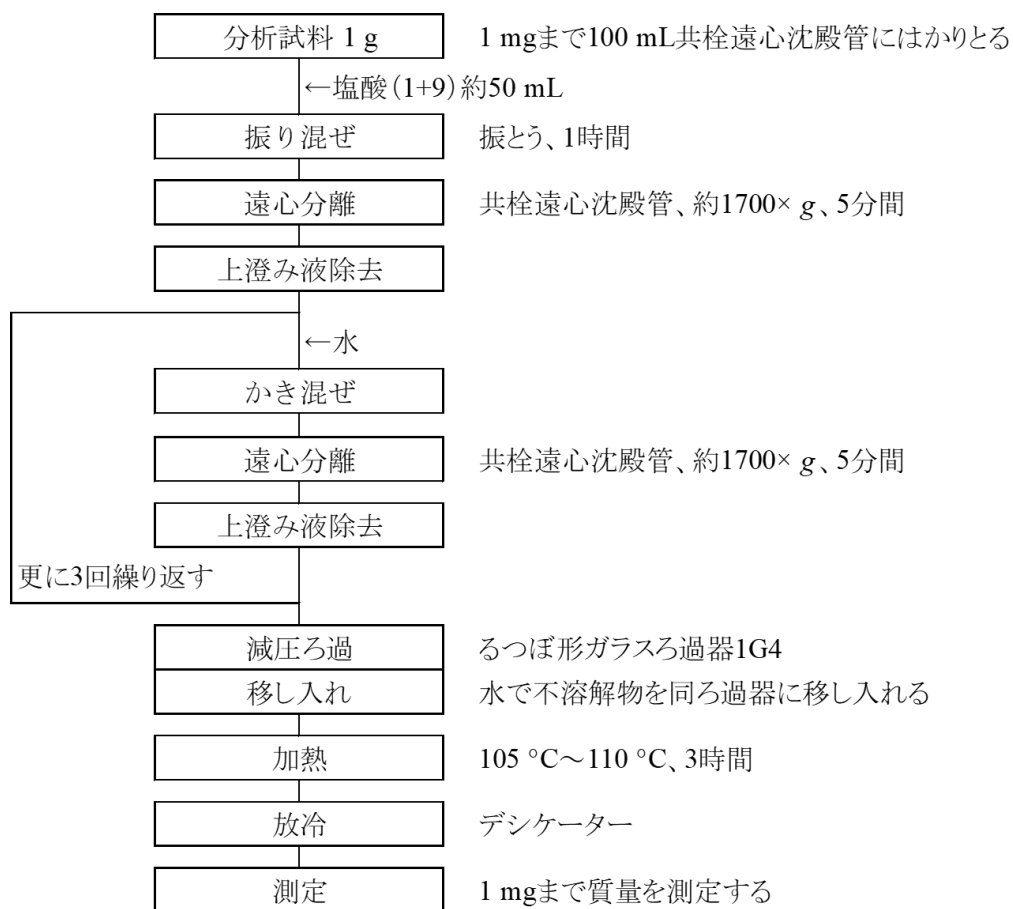 分析試料 1 g 1 mgまで100 mL共栓遠心沈殿管にはかりとる
←塩酸(1+9)約50 mL
振り混ぜ 振とう、1時間
遠心分離 共栓遠心沈殿管、約1700× g、5分間
上澄み液除去
←水
かき混ぜ
遠心分離 共栓遠心沈殿管、約1700× g、5分間
上澄み液除去
更に3回繰り返す
減圧ろ過 るつぼ形ガラスろ過器1G4
移し入れ 水で不溶解物を同ろ過器に移し入れる
加熱 105 °C～110 °C、3時間
放冷 デシケーター
測定 1 mgまで質量を測定する